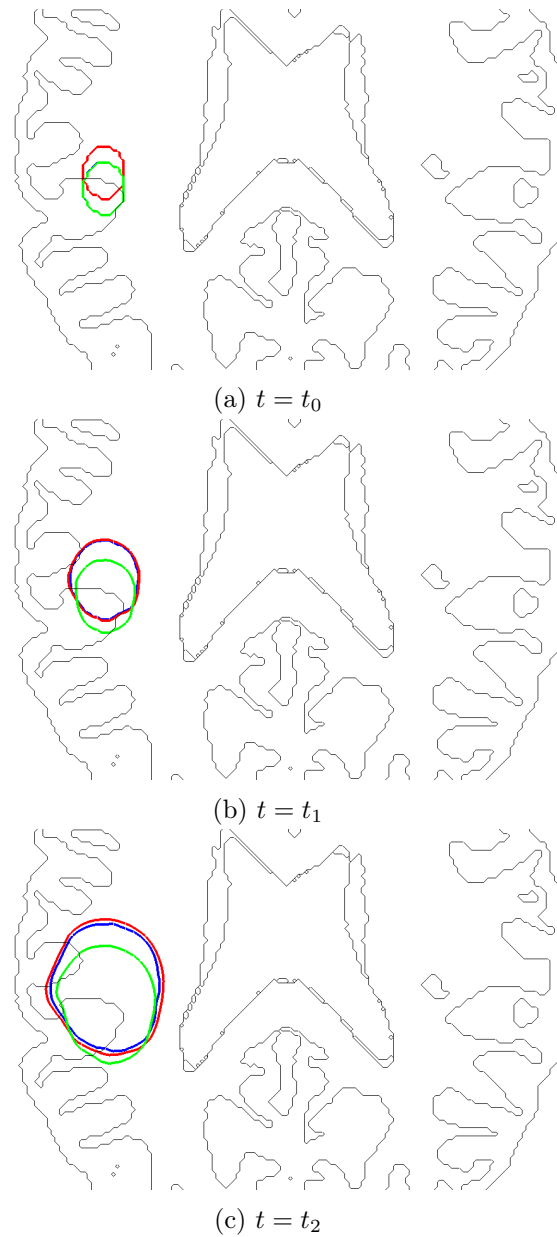 (a) t = t₀
(b) t = t₁
(c) t = t₂